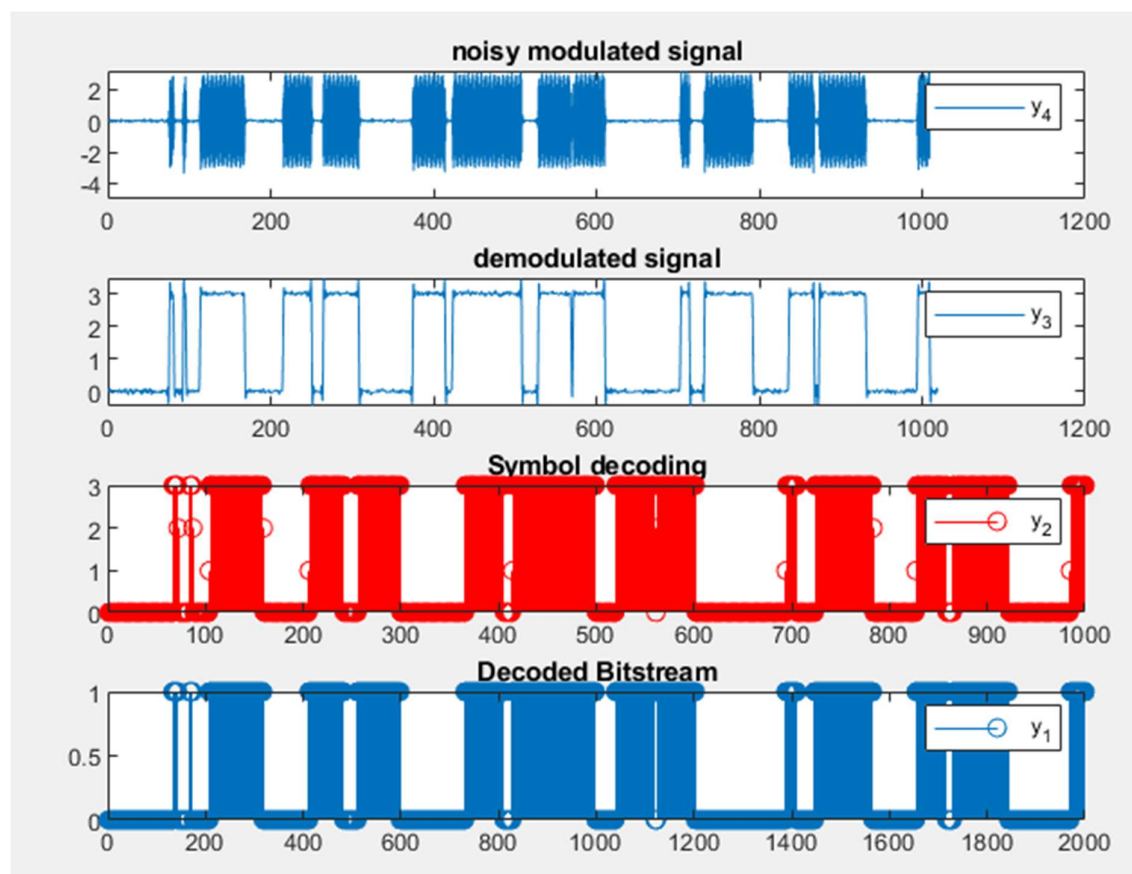 noisy modulated signal
2
0
-2
-4
y4
0 200 400 600 800 1000 1200
demodulated signal
3
2
1
0
y3
0 200 400 600 800 1000 1200
Symbol decoding
3
2
1
0
y2
0 100 200 300 400 500 600 700 800 900 1000
Decoded Bitstream
1
0.5
0
y1
0 200 400 600 800 1000 1200 1400 1600 1800 2000